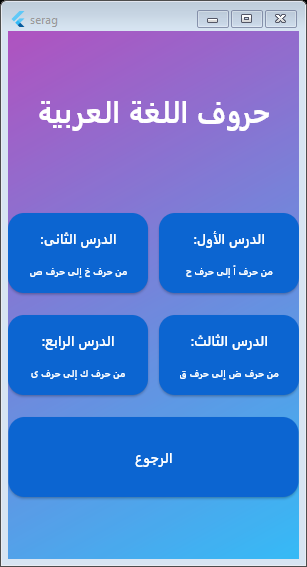 serag
حروف اللغة العربية
الدرس الأول:
من حرف أ إلى حرف ح
الدرس الثانى:
من حرف خ إلى حرف ص
الدرس الثالث:
من حرف ض إلى حرف ق
الدرس الرابع:
من حرف ك إلى حرف ى
الرجوع